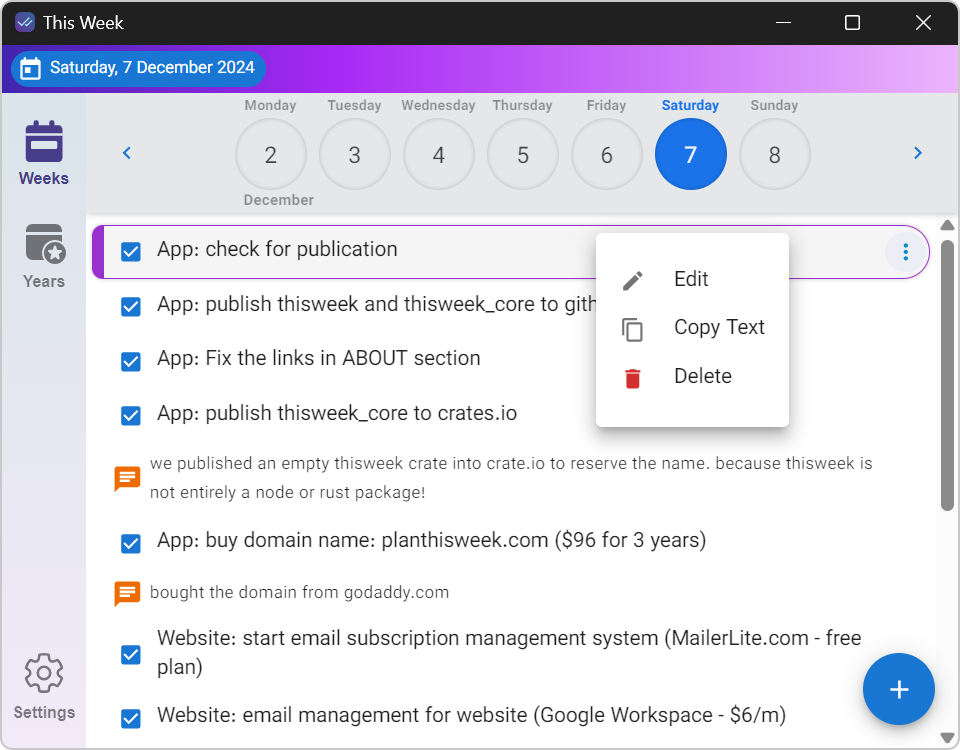 This Week
Saturday, 7 December 2024
Monday Tuesday Wednesday Thursday Friday Saturday Sunday
2 3 4 5 6 7 8
December
Weeks
Years
Settings
App: check for publication
App: publish thisweek and thisweek_core to gith
App: Fix the links in ABOUT section
App: publish thisweek_core to crates.io
we published an empty thisweek crate into crate.io to reserve the name. because thisweek is
not entirely a node or rust package!
App: buy domain name: planthisweek.com ($96 for 3 years)
bought the domain from godaddy.com
Website: start email subscription management system (MailerLite.com - free
plan)
Website: email management for website (Google Workspace - $6/m)
Edit
Copy Text
Delete